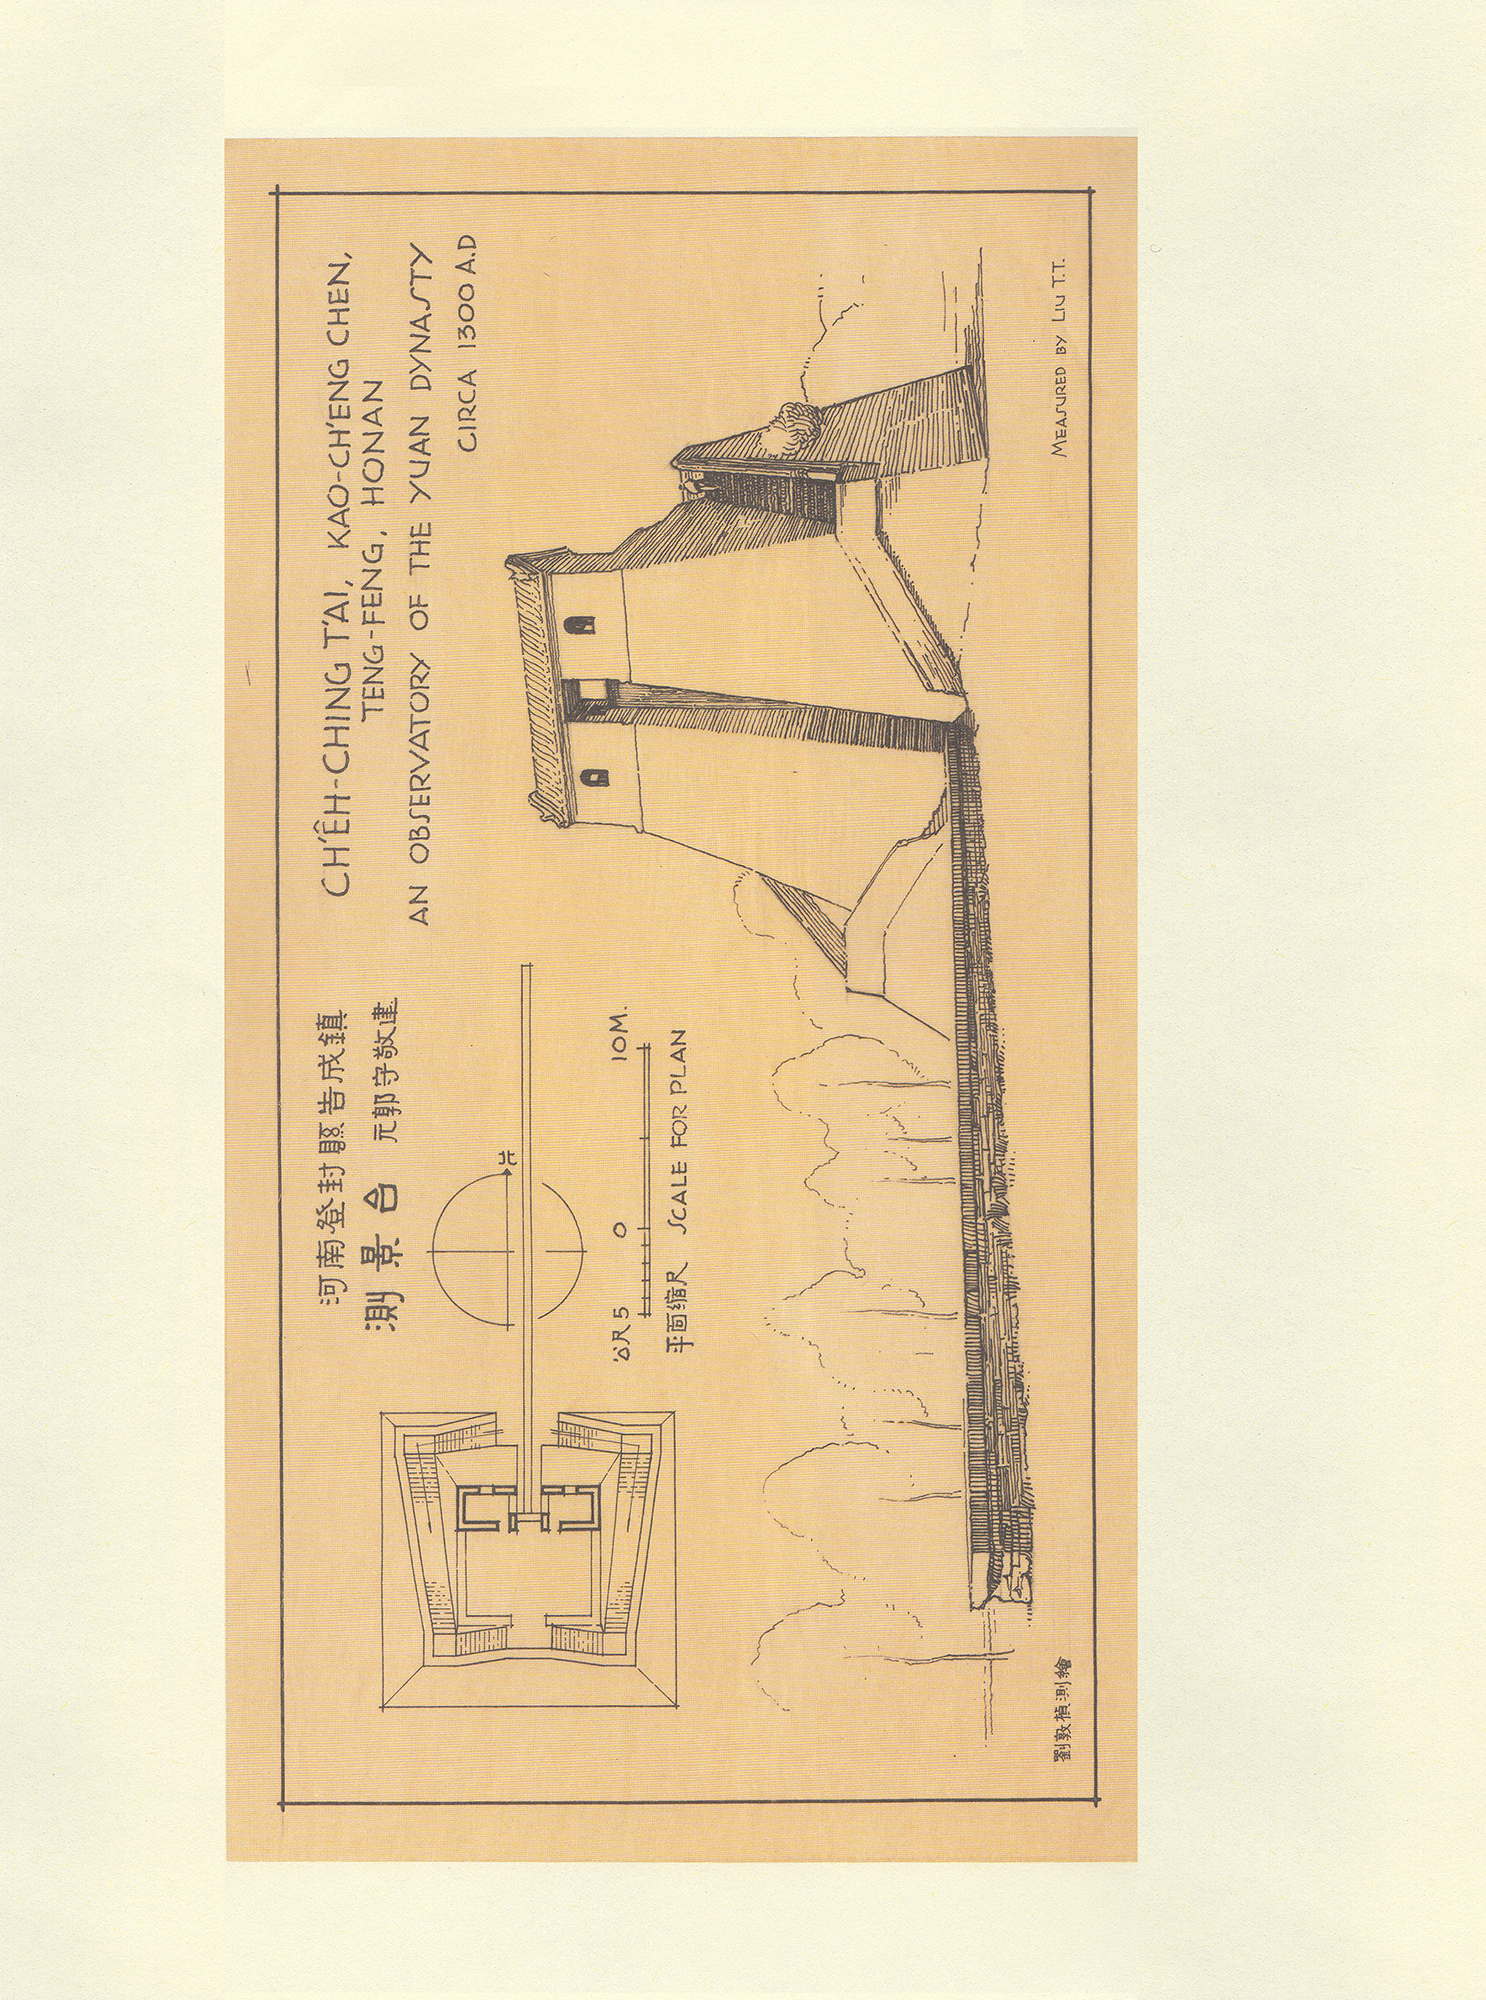 河南登封縣告成鎮
測景台 元郭守敬建
CH'ÊH-CHING T'AI, KAO-CH'ENG CHEN,
TENG-FENG, HONAN
AN OBSERVATORY OF THE YUAN DYNASTY
CIRCA 1300 A.D
北
公尺 5 0 10M.
平面縮尺 SCALE FOR PLAN
劉敦楨測繪
MEASURED BY LIU T.T.